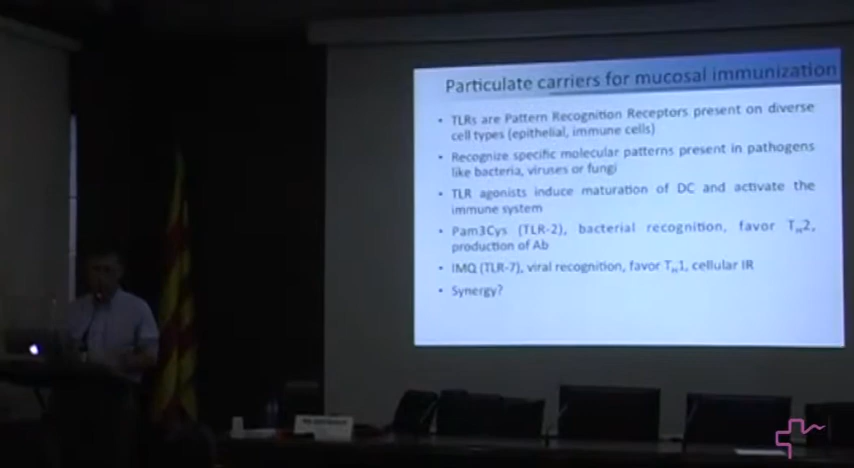 Particulate carriers for mucosal immunization
• TLRs are Pattern Recognition Receptors present on diverse
cell types (epithelial, immune cells)
• Recognize specific molecular patterns present in pathogens
like bacteria, viruses or fungi
• TLR agonists induce maturation of DC and activate the
immune system
• Pam3Cys (TLR-2), bacterial recognition, favor TH2,
production of Ab
• IMQ (TLR-7), viral recognition, favor TH1, cellular IR
• Synergy?